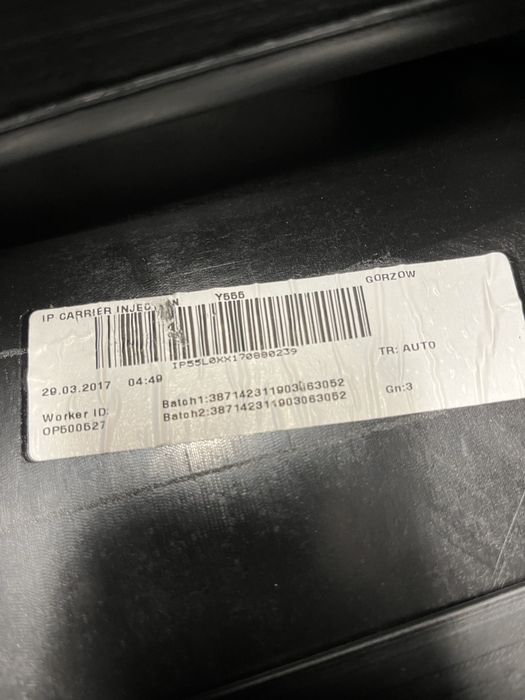 IP CARRIER INJEC N Y555 GORZOW
IP55L0XX170880239
TR: AUTO
29.03.2017 04:49
Worker ID: Batch1:387142311903063052 Gn:3
OP500527 Batch2:387142311903063052